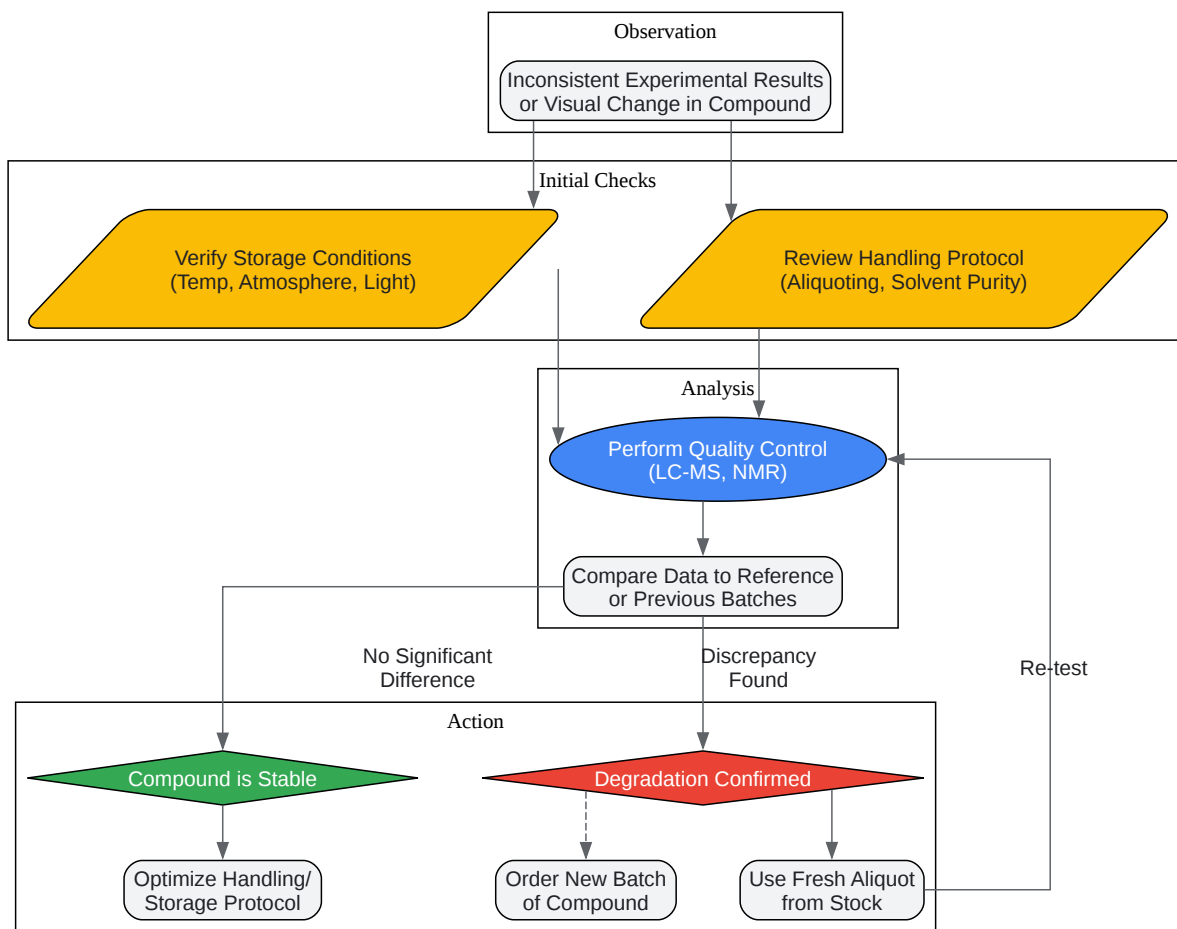 Observation
Inconsistent Experimental Results
or Visual Change in Compound
Initial Checks
Verify Storage Conditions
(Temp, Atmosphere, Light)
Review Handling Protocol
(Aliquoting, Solvent Purity)
Analysis
Perform Quality Control
(LC-MS, NMR)
Compare Data to Reference
or Previous Batches
No Significant
Difference
Discrepancy
Found
Re-test
Action
Compound is Stable
Degradation Confirmed
Optimize Handling/
Storage Protocol
Order New Batch
of Compound
Use Fresh Aliquot
from Stock